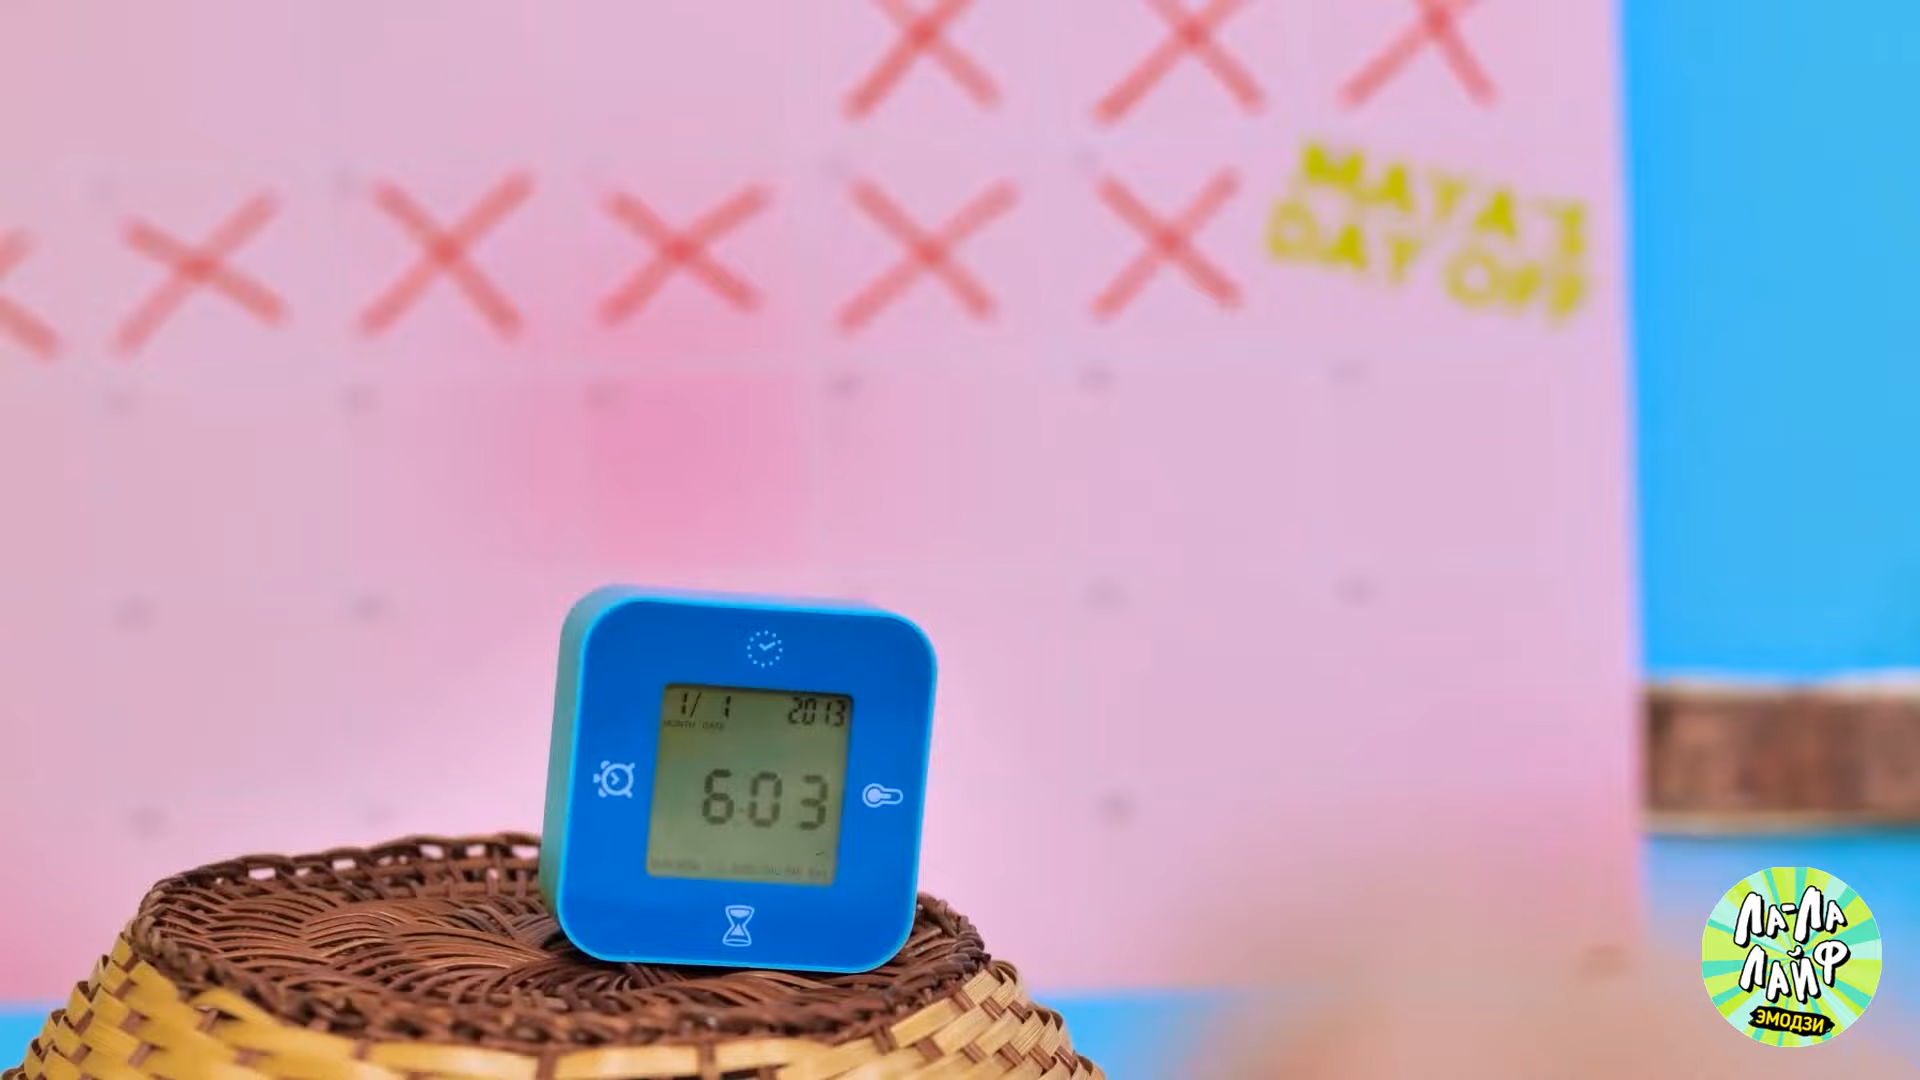 MAYA'S
DAY OFF
1/ 1 2013
MONTH DATE
6:03
ЛА-ЛА
ЛАЙФ
ЭМОДЗИ